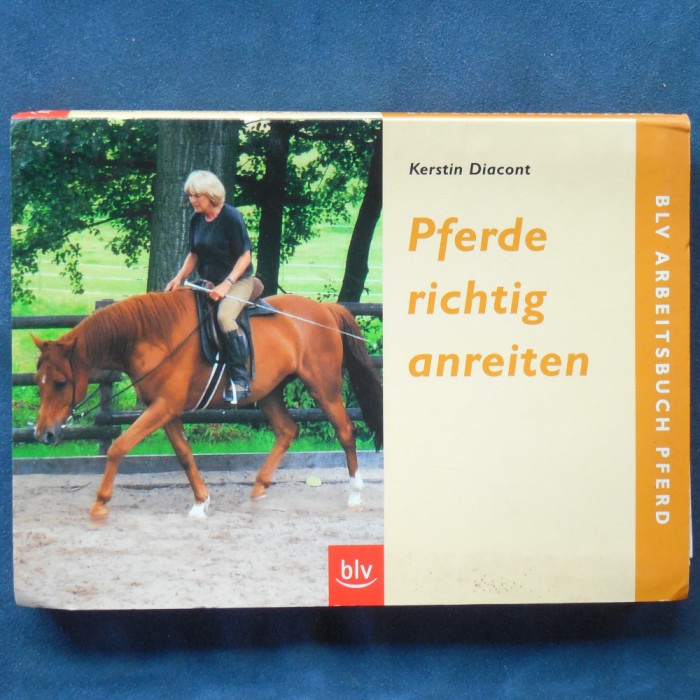 Kerstin Diacont
Pferde
richtig
anreiten
BLV ARBEITSBUCH PFERD
blv